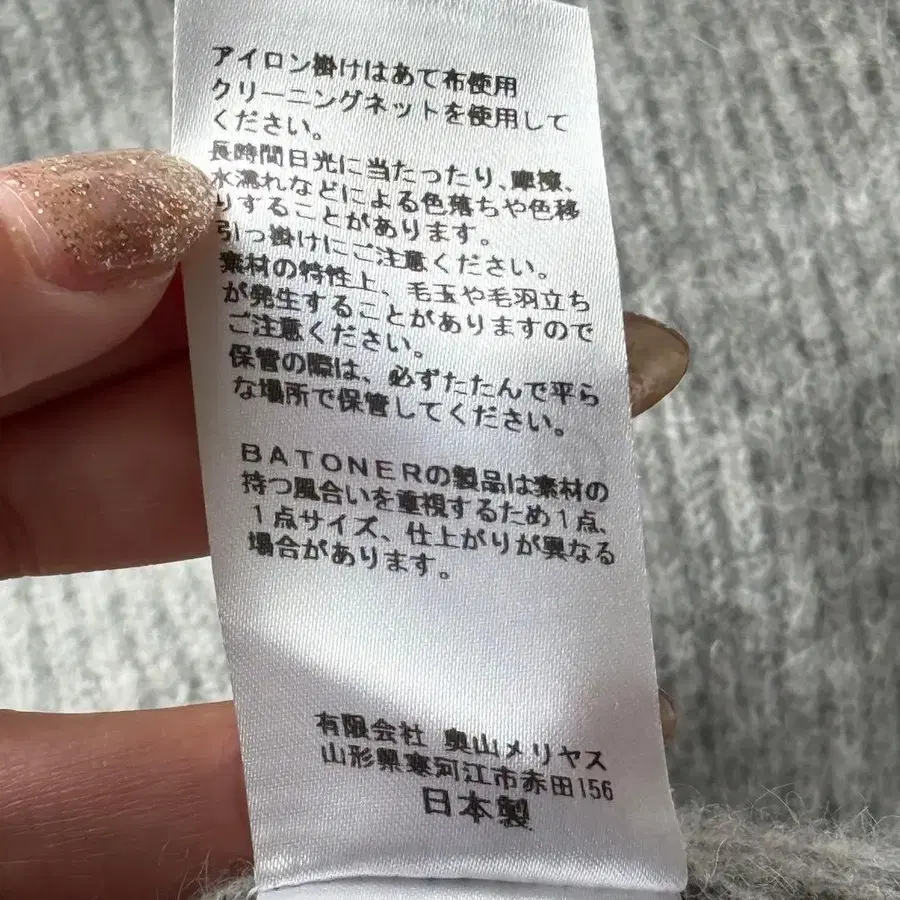 アイロン掛けはあて布使用
クリーニングネットを使用して
ください。
長時間日光に当たったり、摩擦、
水濡れなどによる色落ちや色移
りすることがあります。
引っ掛けにご注意ください。
素材の特性上、毛玉や毛羽立ち
が発生することがありますので
ご注意ください。
保管の際は、必ずたたんで平ら
な場所で保管してください。
BATONERの製品は素材の
持つ風合いを重視するため1点、
1点サイズ、仕上がりが異なる
場合があります。
有限会社 奥山メリヤス
山形県寒河江市赤田156
日本製